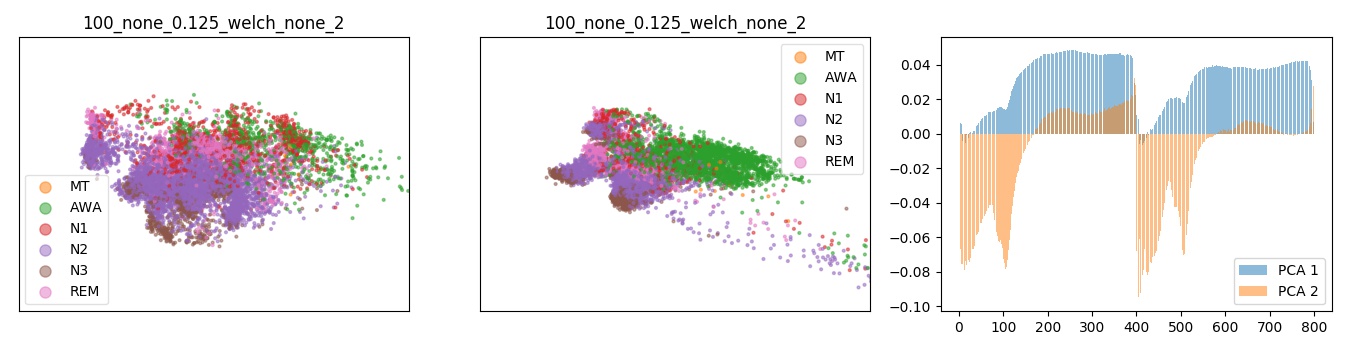 100_none_0.125_welch_none_2
MT
AWA
N1
N2
N3
REM
100_none_0.125_welch_none_2
MT
AWA
N1
N2
N3
REM
0.04
0.02
0.00
−0.02
−0.04
−0.06
−0.08
−0.10
0 100 200 300 400 500 600 700 800
PCA 1
PCA 2